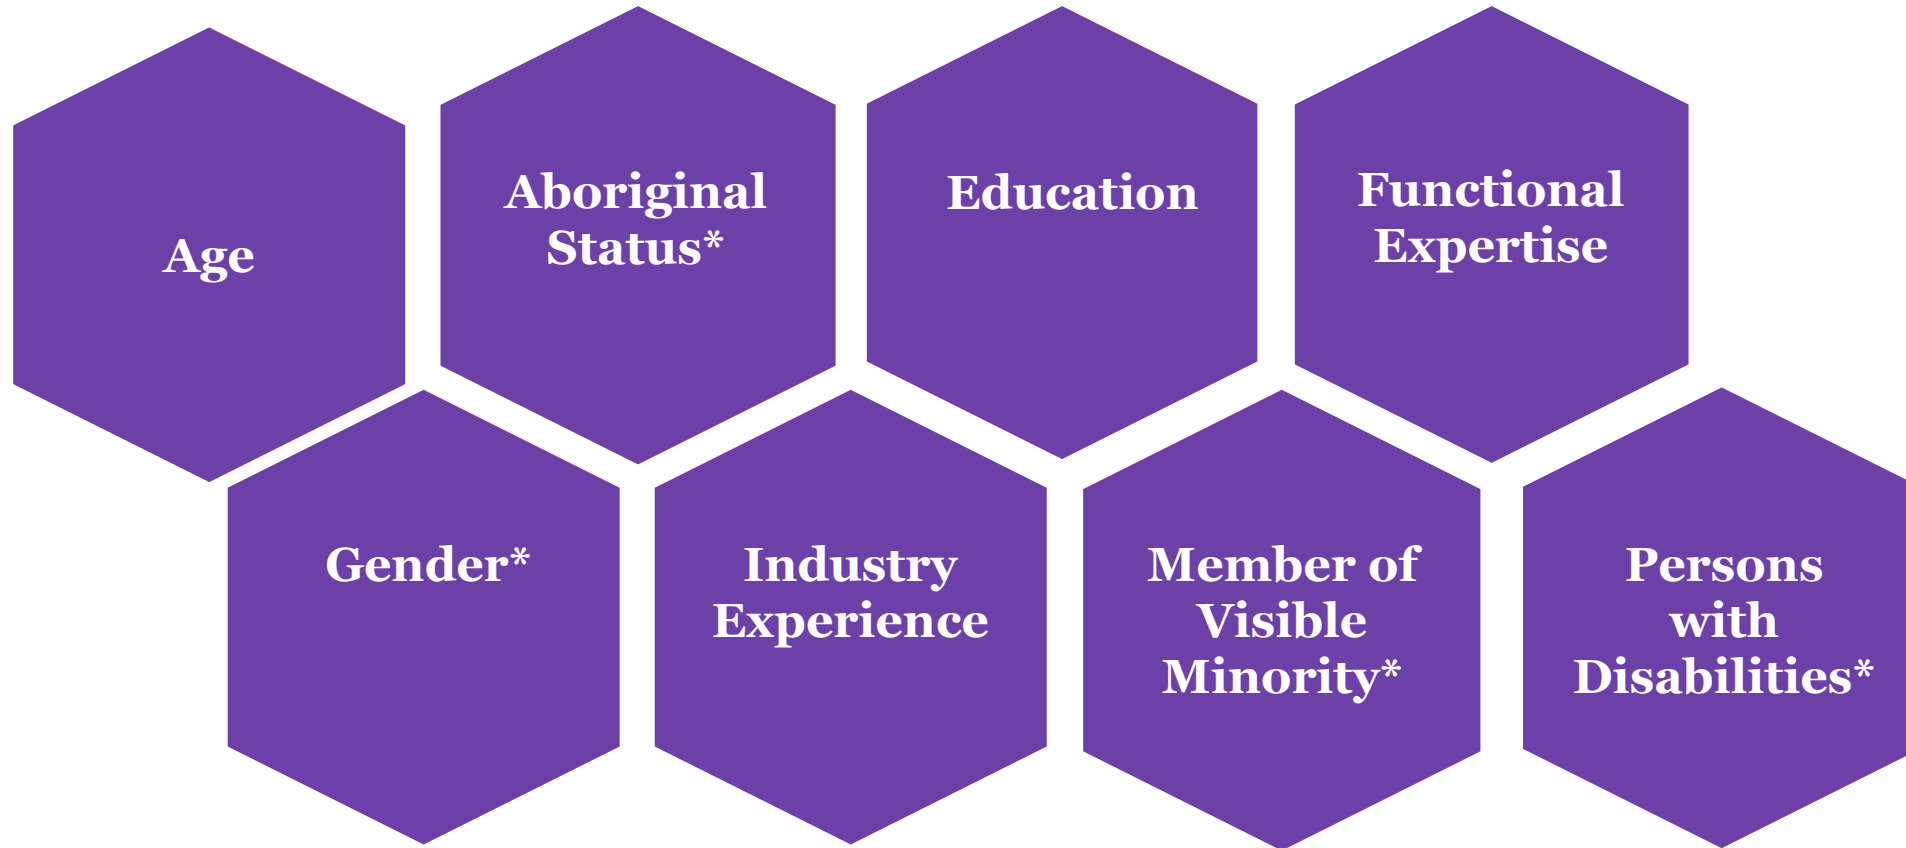 Age
Aboriginal
Status*
Education
Functional
Expertise
Gender*
Industry
Experience
Member of
Visible
Minority*
Persons
with
Disabilities*